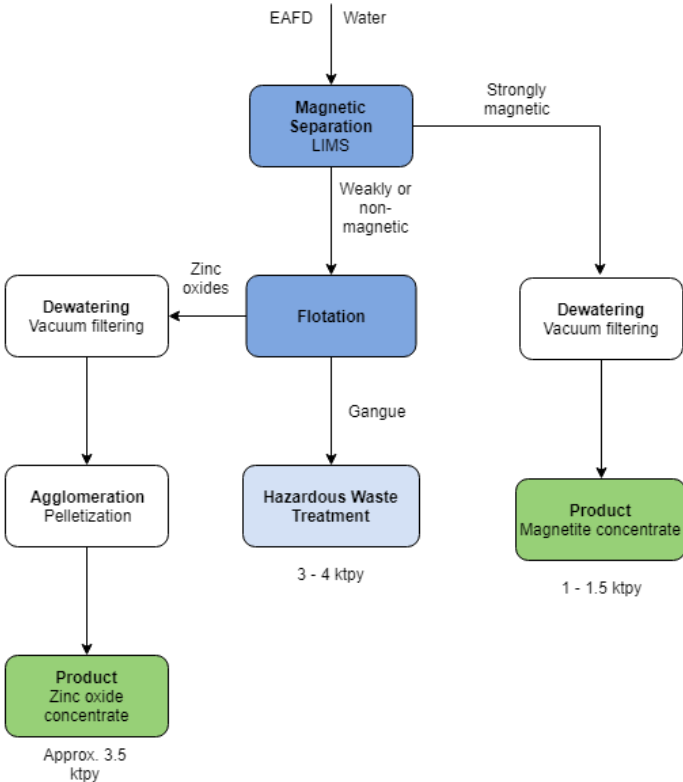 EAFD
Water
Magnetic
Separation
LIMS
Strongly
magnetic
Weakly or
non-
magnetic
Zinc
oxides
Dewatering
Vacuum filtering
Flotation
Dewatering
Vacuum filtering
Gangue
Agglomeration
Pelletization
Hazardous Waste
Treatment
Product
Magnetite concentrate
3 - 4 ktpy
1 - 1.5 ktpy
Product
Zinc oxide
concentrate
Approx. 3.5
ktpy